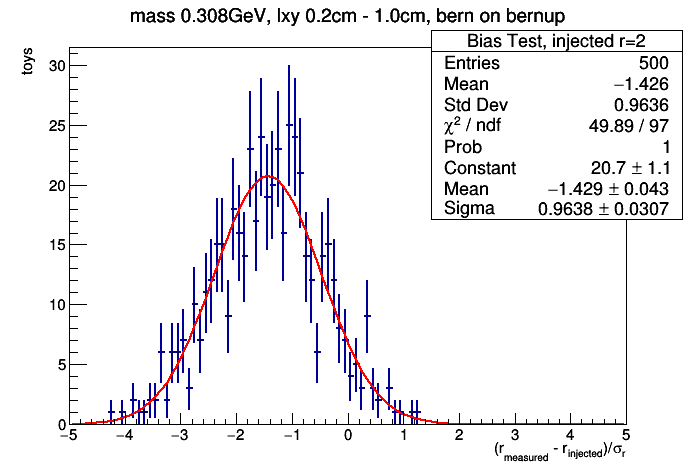 mass 0.308GeV, lxy 0.2cm - 1.0cm, bern on bernup
toys
Bias Test, injected r=2
Entries 500
Mean −1.426
Std Dev 0.9636
χ² / ndf 49.89 / 97
Prob 1
Constant 20.7 ± 1.1
Mean −1.429 ± 0.043
Sigma 0.9638 ± 0.0307
30
25
20
15
10
5
0
−5 −4 −3 −2 −1 0 1 2 3 4 5
(r_measured - r_injected)/σ_r